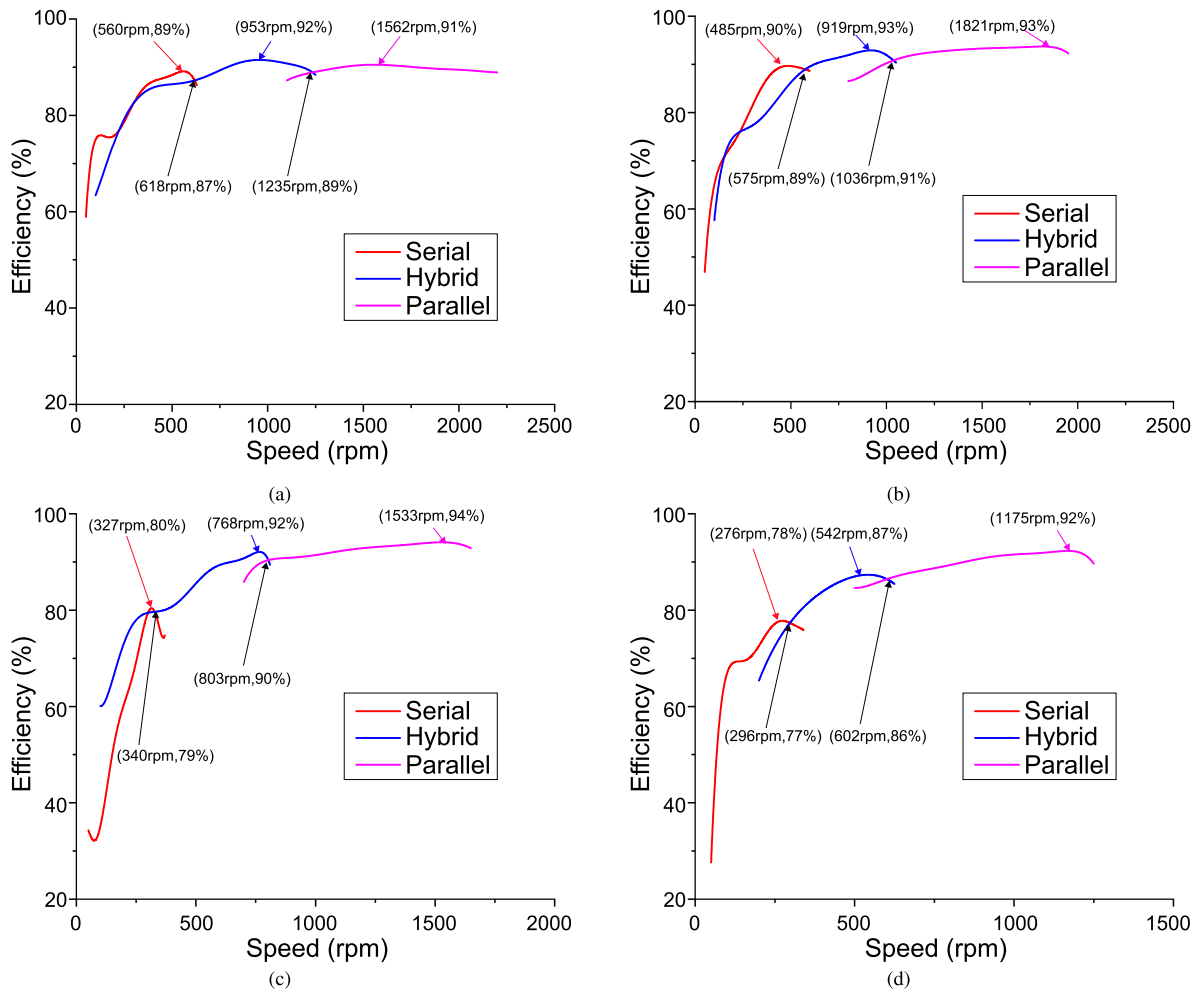 (560rpm,89%)
(953rpm,92%)
(1562rpm,91%)
100
80
60
40
20
Efficiency (%)
(618rpm,87%)
(1235rpm,89%)
Serial
Hybrid
Parallel
0
500
1000
1500
2000
2500
Speed (rpm)
(a)
(485rpm,90%)
(919rpm,93%)
(1821rpm,93%)
100
80
60
40
20
Efficiency (%)
(575rpm,89%)
(1036rpm,91%)
Serial
Hybrid
Parallel
0
500
1000
1500
2000
2500
Speed (rpm)
(b)
(327rpm,80%)
(768rpm,92%)
(1533rpm,94%)
100
80
60
40
20
Efficiency (%)
(803rpm,90%)
(340rpm,79%)
Serial
Hybrid
Parallel
0
500
1000
1500
2000
Speed (rpm)
(c)
(276rpm,78%)
(542rpm,87%)
(1175rpm,92%)
100
80
60
40
20
Efficiency (%)
(296rpm,77%)
(602rpm,86%)
Serial
Hybrid
Parallel
0
500
1000
1500
Speed (rpm)
(d)